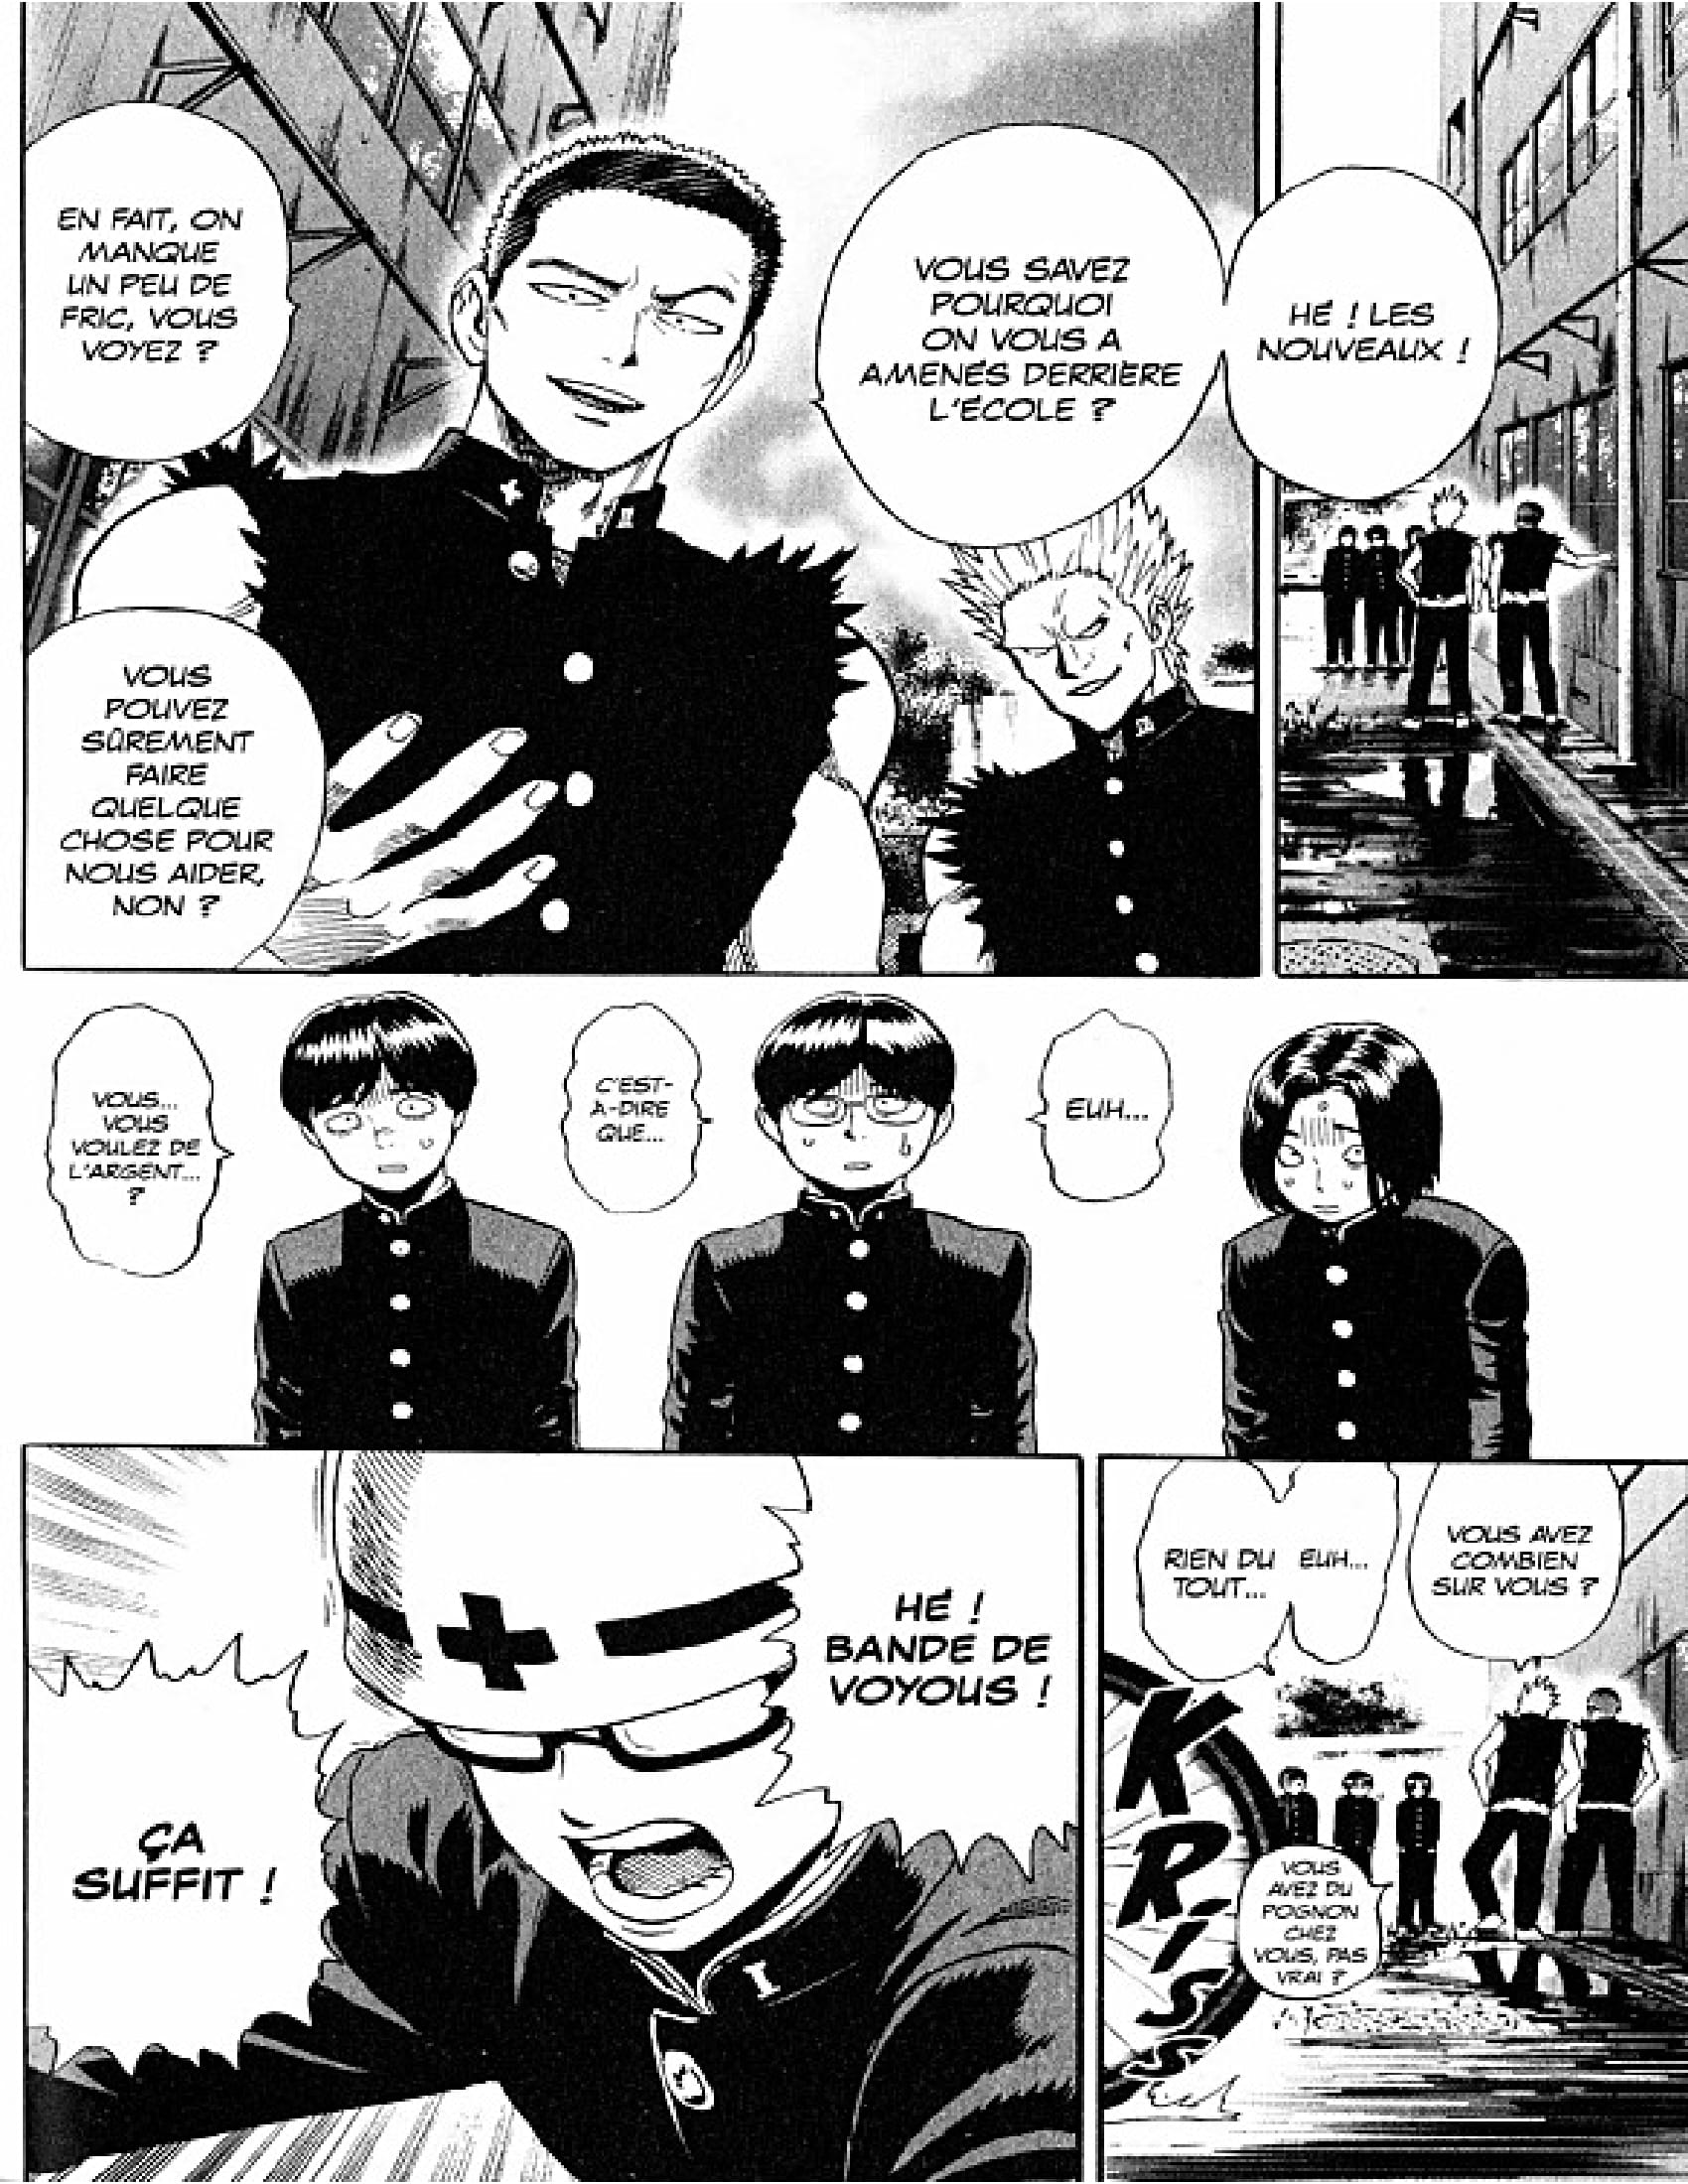 HÉ ! LES
NOUVEAUX !
VOUS SAVEZ
POURQUOI
ON VOUS A
AMENÉS DERRIÈRE
L'ÉCOLE ?
EN FAIT, ON
MANQUE
UN PEU DE
FRIC, VOUS
VOYEZ ?
VOUS
POUVEZ
SÛREMENT
FAIRE
QUELQUE
CHOSE POUR
NOUS AIDER,
NON ?
EUH...
C'EST-
À-DIRE
QUE...
VOUS...
VOUS
VOULEZ DE
L'ARGENT...
?
VOUS AVEZ
COMBIEN
SUR VOUS ?
EUH...
RIEN DU
TOUT...
VOUS
AVEZ DU
POGNON
CHEZ
VOUS, PAS
VRAI ?
KRISSS
HÉ !
BANDE DE
VOYOUS !
ÇA
SUFFIT !
I